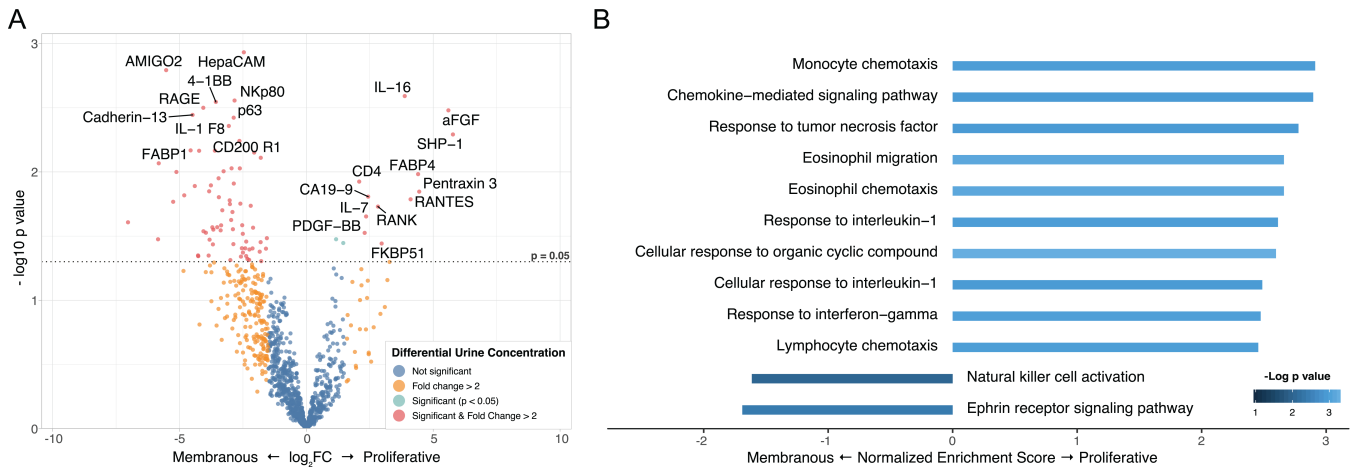 A
3
2
1
0
- log10 p value
AMIGO2
HepaCAM
4-1BB
NKp80
RAGE
p63
Cadherin-13
IL-1 F8
FABP1
CD200 R1
IL-16
aFGF
SHP-1
FABP4
CD4
Pentraxin 3
CA19-9
RANTES
IL-7
RANK
PDGF-BB
FKBP51
p = 0.05
Differential Urine Concentration
Not significant
Fold change > 2
Significant (p < 0.05)
Significant & Fold Change > 2
-10 -5 0 5 10
Membranous ← log2FC → Proliferative
B
Monocyte chemotaxis
Chemokine-mediated signaling pathway
Response to tumor necrosis factor
Eosinophil migration
Eosinophil chemotaxis
Response to interleukin-1
Cellular response to organic cyclic compound
Cellular response to interleukin-1
Response to interferon-gamma
Lymphocyte chemotaxis
Natural killer cell activation
Ephrin receptor signaling pathway
-Log p value
1 2 3
-2 -1 0 1 2 3
Membranous ← Normalized Enrichment Score → Proliferative